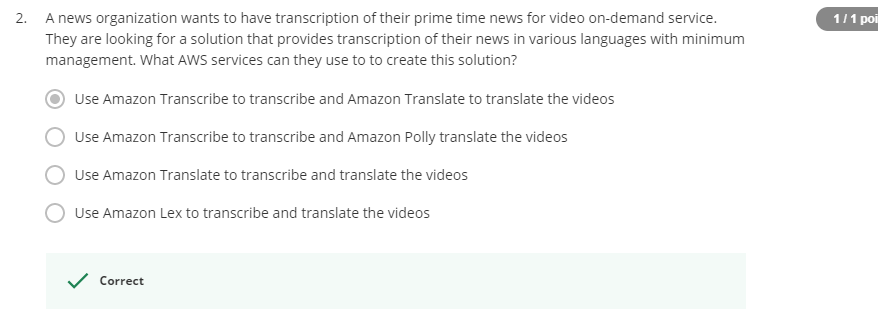 2. A news organization wants to have transcription of their prime time news for video on-demand service.
1 / 1 poi
They are looking for a solution that provides transcription of their news in various languages with minimum
management. What AWS services can they use to to create this solution?
Use Amazon Transcribe to transcribe and Amazon Translate to translate the videos
Use Amazon Transcribe to transcribe and Amazon Polly translate the videos
Use Amazon Translate to transcribe and translate the videos
Use Amazon Lex to transcribe and translate the videos
Correct